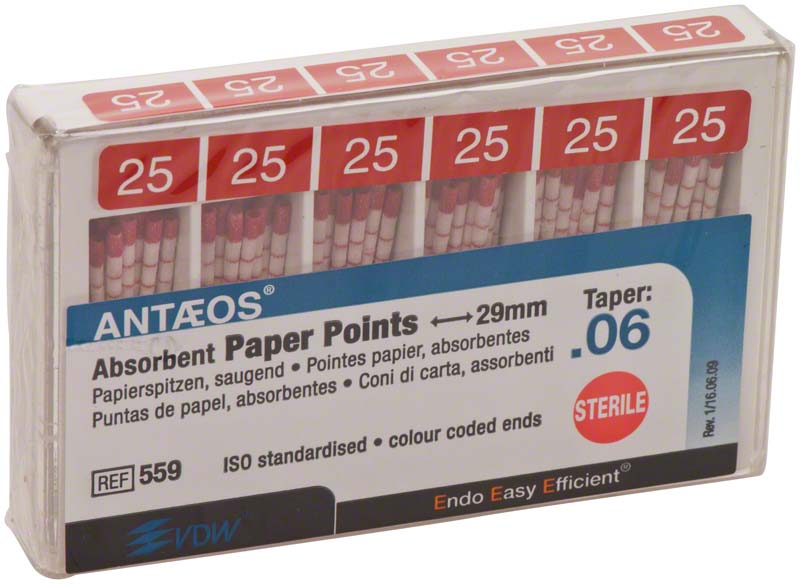 25 25 25 25 25 25
25 25 25 25 25 25
ANTÆOS®
Absorbent Paper Points ⟷ 29mm
Papierspitzen, saugend • Pointes papier, absorbentes
Puntas de papel, absorbentes • Coni di carta, assorbenti
Taper:
.06
STERILE
REF 559
ISO standardised • colour coded ends
Rev. 1/16.06.09
VDW
Endo Easy Efficient®